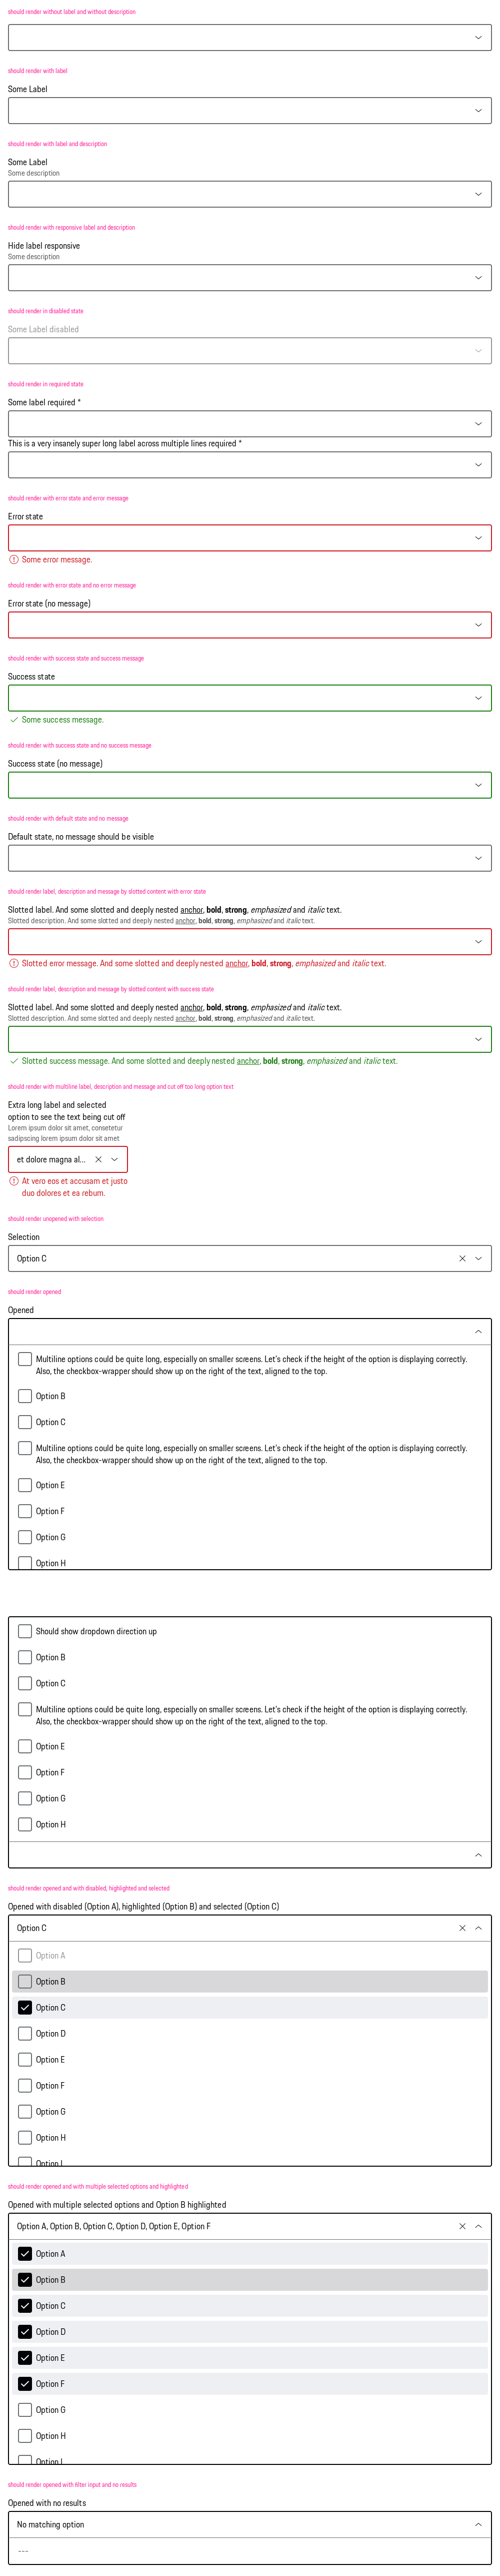 should render without label and without description
should render with label
Some Label
should render with label and description
Some Label
Some description
should render with responsive label and description
Hide label responsive
Some description
should render in disabled state
Some Label disabled
should render in required state
Some label required *
This is a very insanely super long label across multiple lines required *
should render with error state and error message
Error state
Some error message.
should render with error state and no error message
Error state (no message)
should render with success state and success message
Success state
Some success message.
should render with success state and no success message
Success state (no message)
should render with default state and no message
Default state, no message should be visible
should render label, description and message by slotted content with error state
Slotted label. And some slotted and deeply nested anchor, bold, strong, emphasized and italic text.
Slotted description. And some slotted and deeply nested anchor, bold, strong, emphasized and italic text.
Slotted error message. And some slotted and deeply nested anchor, bold, strong, emphasized and italic text.
should render label, description and message by slotted content with success state
Slotted label. And some slotted and deeply nested anchor, bold, strong, emphasized and italic text.
Slotted description. And some slotted and deeply nested anchor, bold, strong, emphasized and italic text.
Slotted success message. And some slotted and deeply nested anchor, bold, strong, emphasized and italic text.
should render with multiline label, description and message and cut off too long option text
Extra long label and selected
option to see the text being cut off
Lorem ipsum dolor sit amet, consetetur
sadipscing lorem ipsum dolor sit amet
et dolore magna al...
At vero eos et accusam et justo
duo dolores et ea rebum.
should render unopened with selection
Selection
Option C
should render opened
Opened
Multiline options could be quite long, especially on smaller screens. Let's check if the height of the option is displaying correctly.
Also, the checkbox-wrapper should show up on the right of the text, aligned to the top.
Option B
Option C
Multiline options could be quite long, especially on smaller screens. Let's check if the height of the option is displaying correctly.
Also, the checkbox-wrapper should show up on the right of the text, aligned to the top.
Option E
Option F
Option G
Option H
Should show dropdown direction up
Option B
Option C
Multiline options could be quite long, especially on smaller screens. Let's check if the height of the option is displaying correctly.
Also, the checkbox-wrapper should show up on the right of the text, aligned to the top.
Option E
Option F
Option G
Option H
should render opened and with disabled, highlighted and selected
Opened with disabled (Option A), highlighted (Option B) and selected (Option C)
Option C
Option A
Option B
Option C
Option D
Option E
Option F
Option G
Option H
Option I
should render opened and with multiple selected options and highlighted
Opened with multiple selected options and Option B highlighted
Option A, Option B, Option C, Option D, Option E, Option F
Option A
Option B
Option C
Option D
Option E
Option F
Option G
Option H
Option I
should render opened with filter input and no results
Opened with no results
No matching option
---